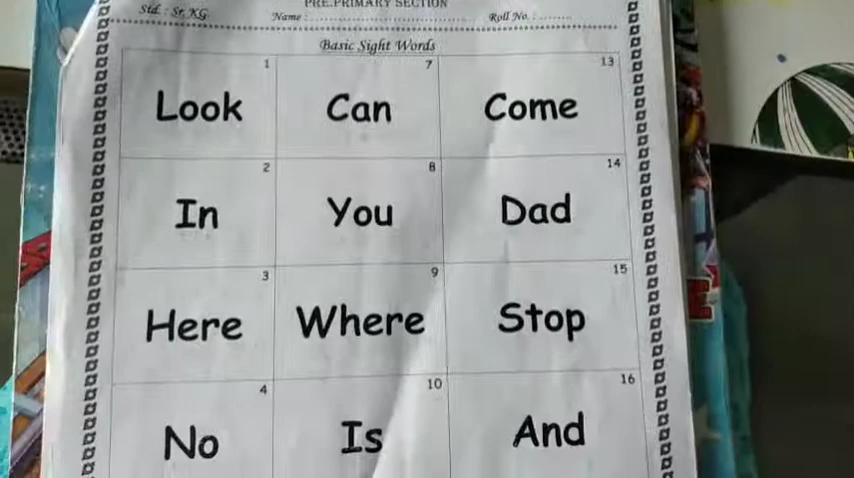 PRE.PRIMARY SECTION
Std. : Sr. KG. Name : .............................. Roll No. : .........
Basic Sight Words
1 7 13
Look Can Come
2 8 14
In You Dad
3 9 15
Here Where Stop
4 10 16
No Is And